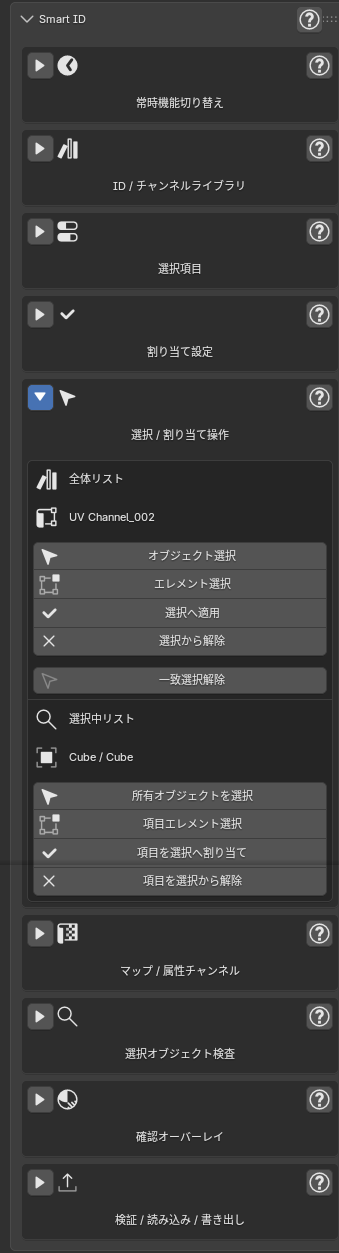 Smart ID
常時機能切り替え
ID / チャンネルライブラリ
選択項目
割り当て設定
選択 / 割り当て操作
全体リスト
UV Channel_002
オブジェクト選択
エレメント選択
選択へ適用
選択から解除
一致選択解除
選択中リスト
Cube / Cube
所有オブジェクトを選択
項目エレメント選択
項目を選択へ割り当て
項目を選択から解除
マップ / 属性チャンネル
選択オブジェクト検査
確認オーバーレイ
検証 / 読み込み / 書き出し